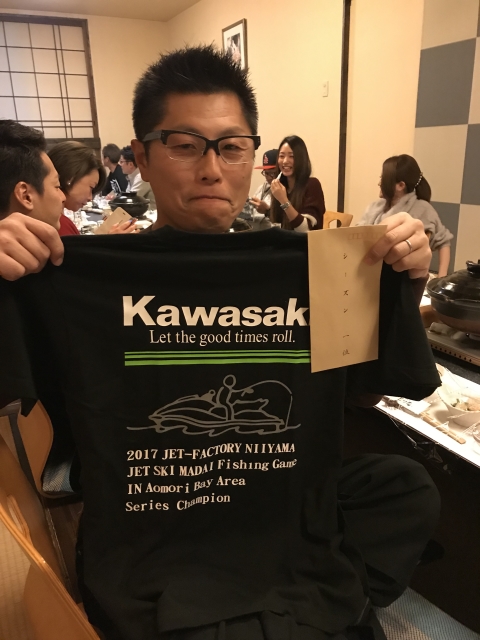 Kawasaki
Let the good times roll.
2017 JET-FACTORY NIIYAMA
JET SKI MADAI Fishing Game
IN Aomori Bay Area
Series Champion